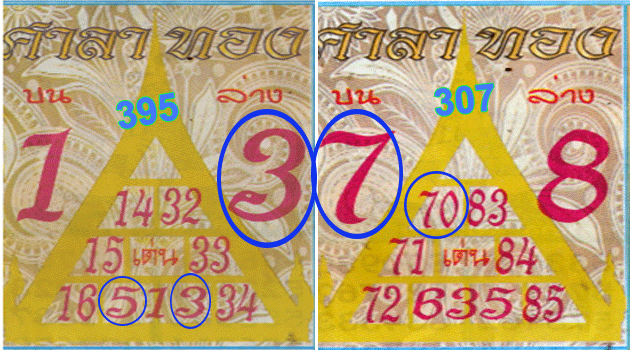 ศาลา ทอง
บน 395 ล่าง
1 3
14 32
15 เด่น 33
16 513 34
ศาลา ทอง
บน 307 ล่าง
7 8
70 83
71 เด่น 84
72 635 85